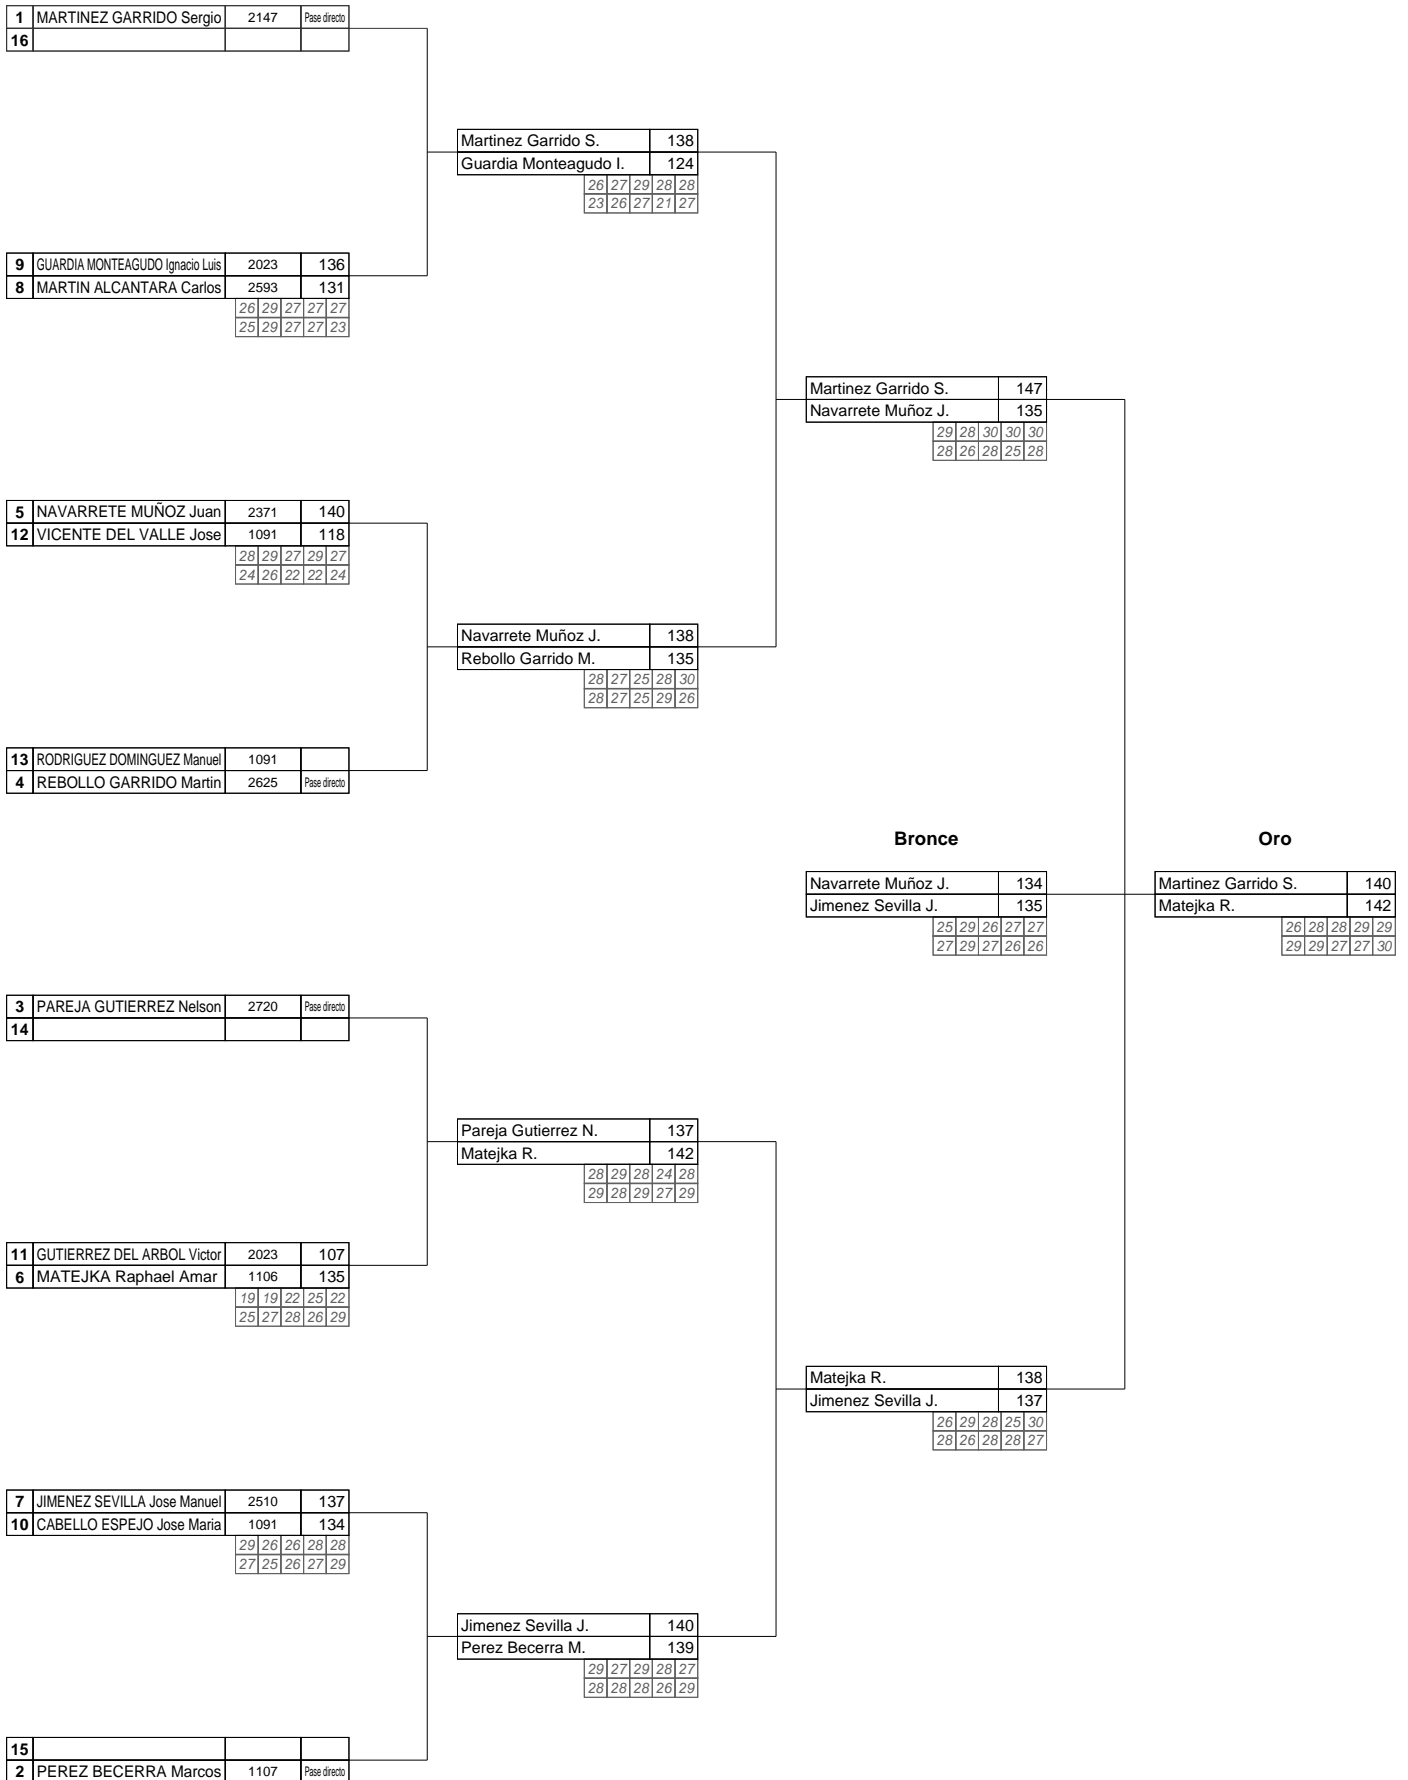 1 MARTINEZ GARRIDO Sergio 2147 Pase directo
16
Martinez Garrido S. 138
Guardia Monteagudo I. 124
26 27 29 28 28
23 26 27 21 27
9 GUARDIA MONTEAGUDO Ignacio Luis 2023 136
8 MARTIN ALCANTARA Carlos 2593 131
26 29 27 27 27
25 29 27 27 23
Martinez Garrido S. 147
Navarrete Muñoz J. 135
29 28 30 30 30
28 26 28 25 28
5 NAVARRETE MUÑOZ Juan 2371 140
12 VICENTE DEL VALLE Jose 1091 118
28 29 27 29 27
24 26 22 22 24
Navarrete Muñoz J. 138
Rebollo Garrido M. 135
28 27 25 28 30
28 27 25 29 26
13 RODRIGUEZ DOMINGUEZ Manuel 1091
4 REBOLLO GARRIDO Martin 2625 Pase directo
Bronce Oro
Navarrete Muñoz J. 134 Martinez Garrido S. 140
Jimenez Sevilla J. 135 Matejka R. 142
25 29 26 27 27 26 28 28 29 29
27 29 27 26 26 29 29 27 27 30
3 PAREJA GUTIERREZ Nelson 2720 Pase directo
14
Pareja Gutierrez N. 137
Matejka R. 142
28 29 28 24 28
29 28 29 27 29
11 GUTIERREZ DEL ARBOL Victor 2023 107
6 MATEJKA Raphael Amar 1106 135
19 19 22 25 22
25 27 28 26 29
Matejka R. 138
Jimenez Sevilla J. 137
26 29 28 25 30
28 26 28 28 27
7 JIMENEZ SEVILLA Jose Manuel 2510 137
10 CABELLO ESPEJO Jose Maria 1091 134
29 26 26 28 28
27 25 26 27 29
Jimenez Sevilla J. 140
Perez Becerra M. 139
29 27 29 28 27
28 28 28 26 29
15
2 PEREZ BECERRA Marcos 1107 Pase directo